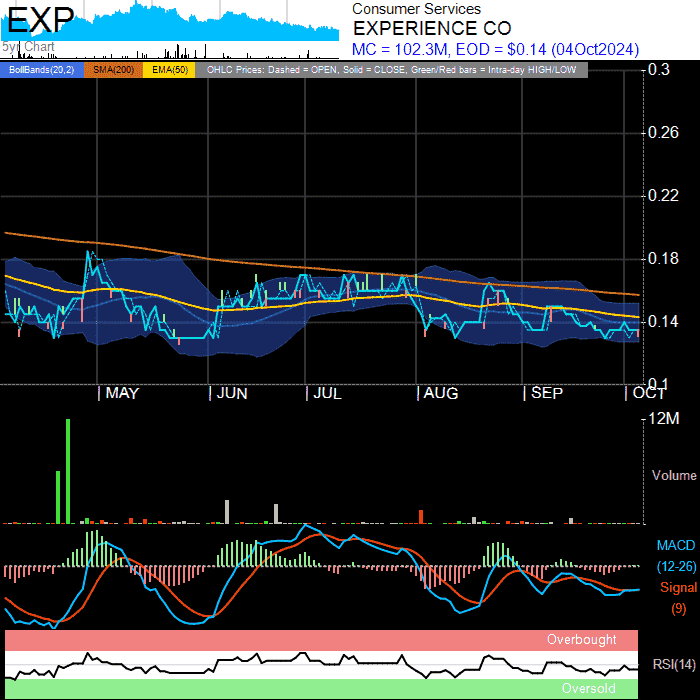 EXP
5yr Chart
Consumer Services
EXPERIENCE CO
MC = 102.3M, EOD = $0.14 (04Oct2024)
BollBands(20,2) SMA(200) EMA(50) OHLC Prices: Dashed = OPEN, Solid = CLOSE, Green/Red bars = Intra-day HIGH/LOW
0.3
0.26
0.22
0.18
0.14
0.1
MAY JUN JUL AUG SEP OCT
12M
Volume
MACD
(12-26)
Signal
(9)
Overbought
RSI(14)
Oversold